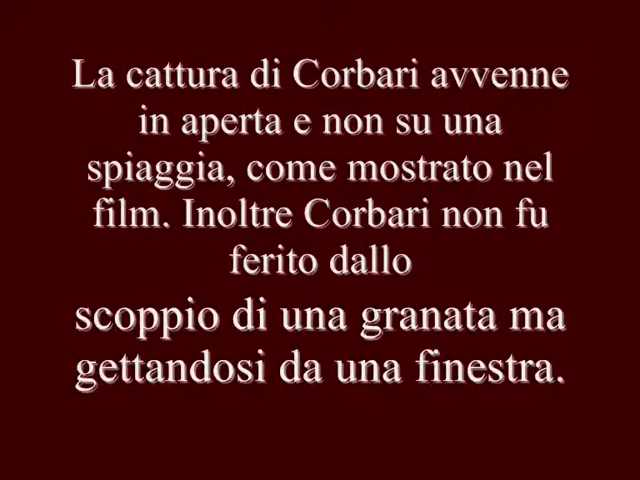 La cattura di Corbari avvenne
in aperta e non su una
spiaggia, come mostrato nel
film. Inoltre Corbari non fu
ferito dallo
scoppio di una granata ma
gettandosi da una finestra.